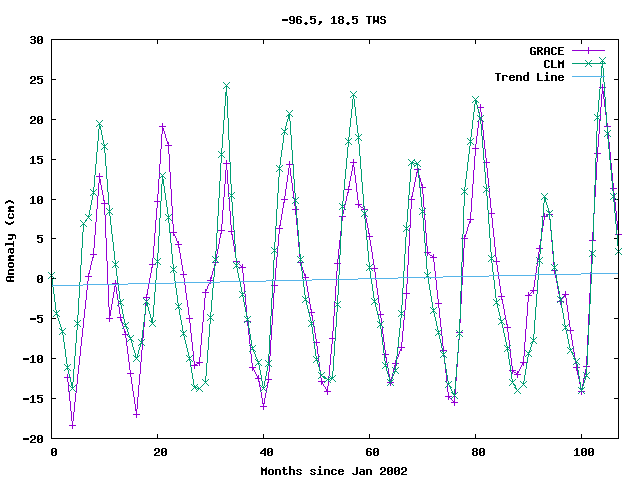 -96.5, 18.5 TWS
GRACE
CLM
Trend Line
30
25
20
15
10
5
0
-5
-10
-15
-20
Anomaly (cm)
0 20 40 60 80 100
Months since Jan 2002